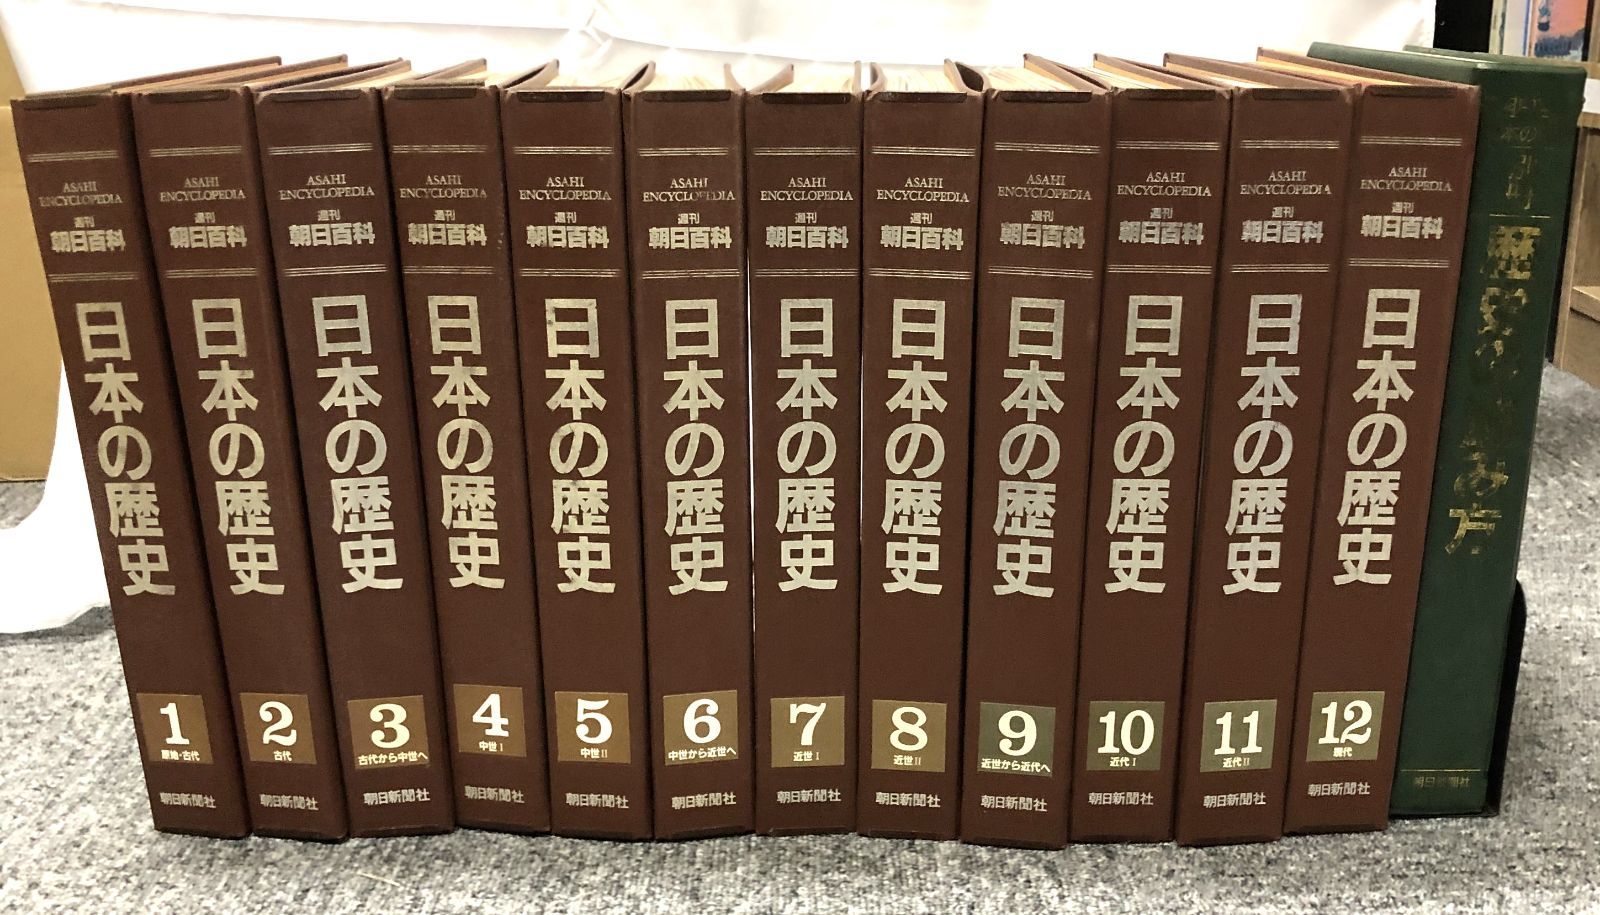 ASAHI
ENCYCLOPEDIA
週刊
朝日百科
日本の歴史
1
原始・古代
朝日新聞社
ASAHI
ENCYCLOPEDIA
週刊
朝日百科
日本の歴史
2
古代
朝日新聞社
ASAHI
ENCYCLOPEDIA
週刊
朝日百科
日本の歴史
3
古代から中世へ
朝日新聞社
ASAHI
ENCYCLOPEDIA
週刊
朝日百科
日本の歴史
4
中世 I
朝日新聞社
ASAHI
ENCYCLOPEDIA
週刊
朝日百科
日本の歴史
5
中世 II
朝日新聞社
ASAHI
ENCYCLOPEDIA
週刊
朝日百科
日本の歴史
6
中世から近世へ
朝日新聞社
ASAHI
ENCYCLOPEDIA
週刊
朝日百科
日本の歴史
7
近世 I
朝日新聞社
ASAHI
ENCYCLOPEDIA
週刊
朝日百科
日本の歴史
8
近世 II
朝日新聞社
ASAHI
ENCYCLOPEDIA
週刊
朝日百科
日本の歴史
9
近世から近代へ
朝日新聞社
ASAHI
ENCYCLOPEDIA
週刊
朝日百科
日本の歴史
10
近代 I
朝日新聞社
ASAHI
ENCYCLOPEDIA
週刊
朝日百科
日本の歴史
11
近代 II
朝日新聞社
ASAHI
ENCYCLOPEDIA
週刊
朝日百科
日本の歴史
12
現代
朝日新聞社
歴史の読み方
朝日新聞社